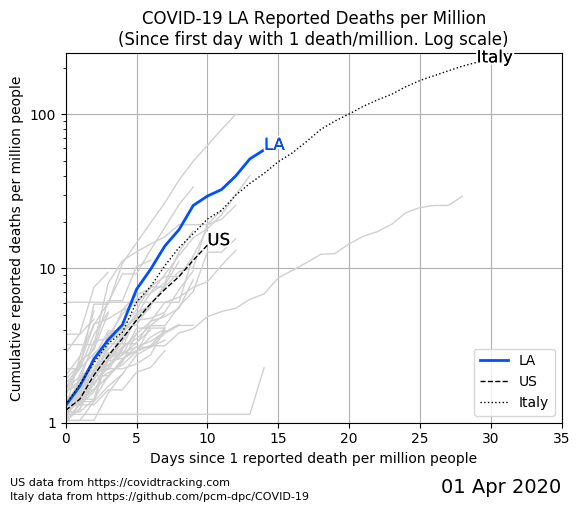 COVID-19 LA Reported Deaths per Million
(Since first day with 1 death/million. Log scale)
Italy
LA
US
100
10
1
Cumulative reported deaths per million people
0 5 10 15 20 25 30 35
Days since 1 reported death per million people
LA
US
Italy
US data from https://covidtracking.com
Italy data from https://github.com/pcm-dpc/COVID-19
01 Apr 2020